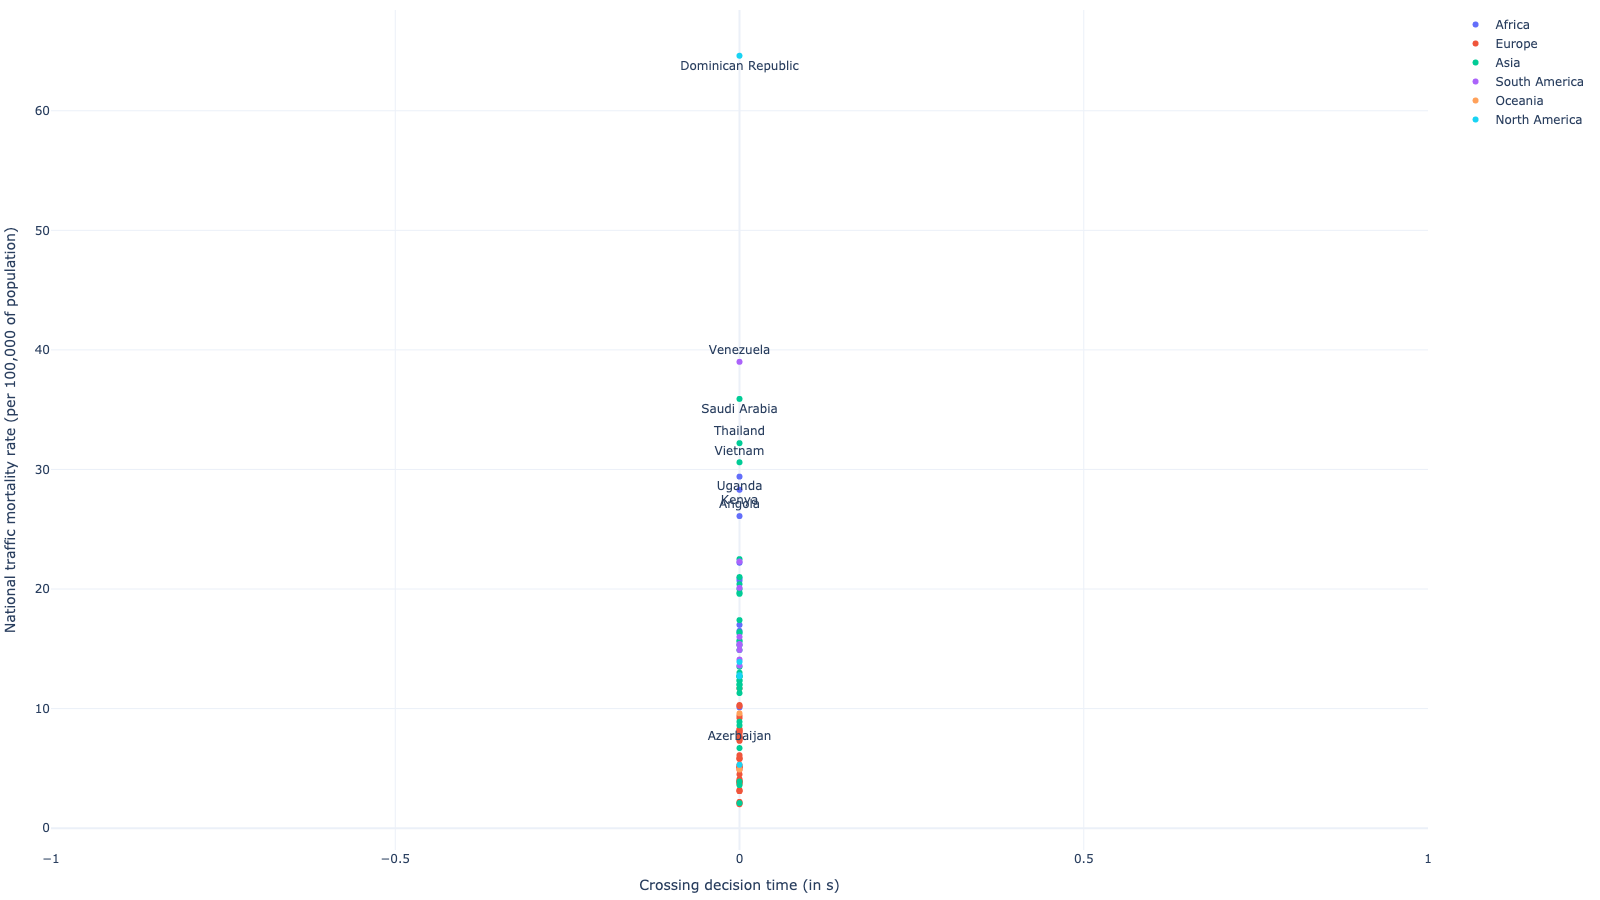 Dominican Republic
Venezuela
Saudi Arabia
Thailand
Vietnam
Uganda
Kenya
Angola
Azerbaijan
60
50
40
30
20
10
0
−1
−0.5
0
0.5
1
Crossing decision time (in s)
National traffic mortality rate (per 100,000 of population)
Africa
Europe
Asia
South America
Oceania
North America